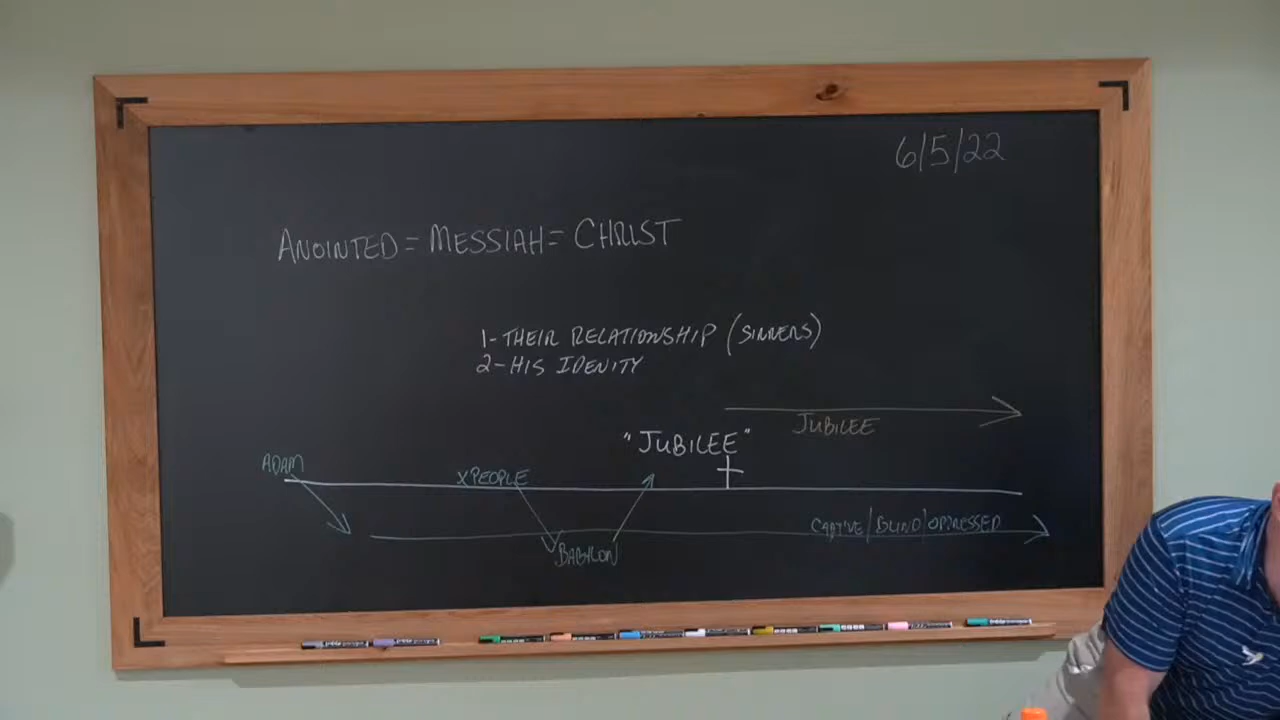 6/5/22
ANOINTED = MESSIAH = CHRIST
1- THEIR RELATIONSHIP (SINNERS)
2- HIS IDENITY
JUBILEE
"JUBILEE"
ADAM
XPEOPLE
CAPTIVE/BLIND/OPPRESSED
BABYLON